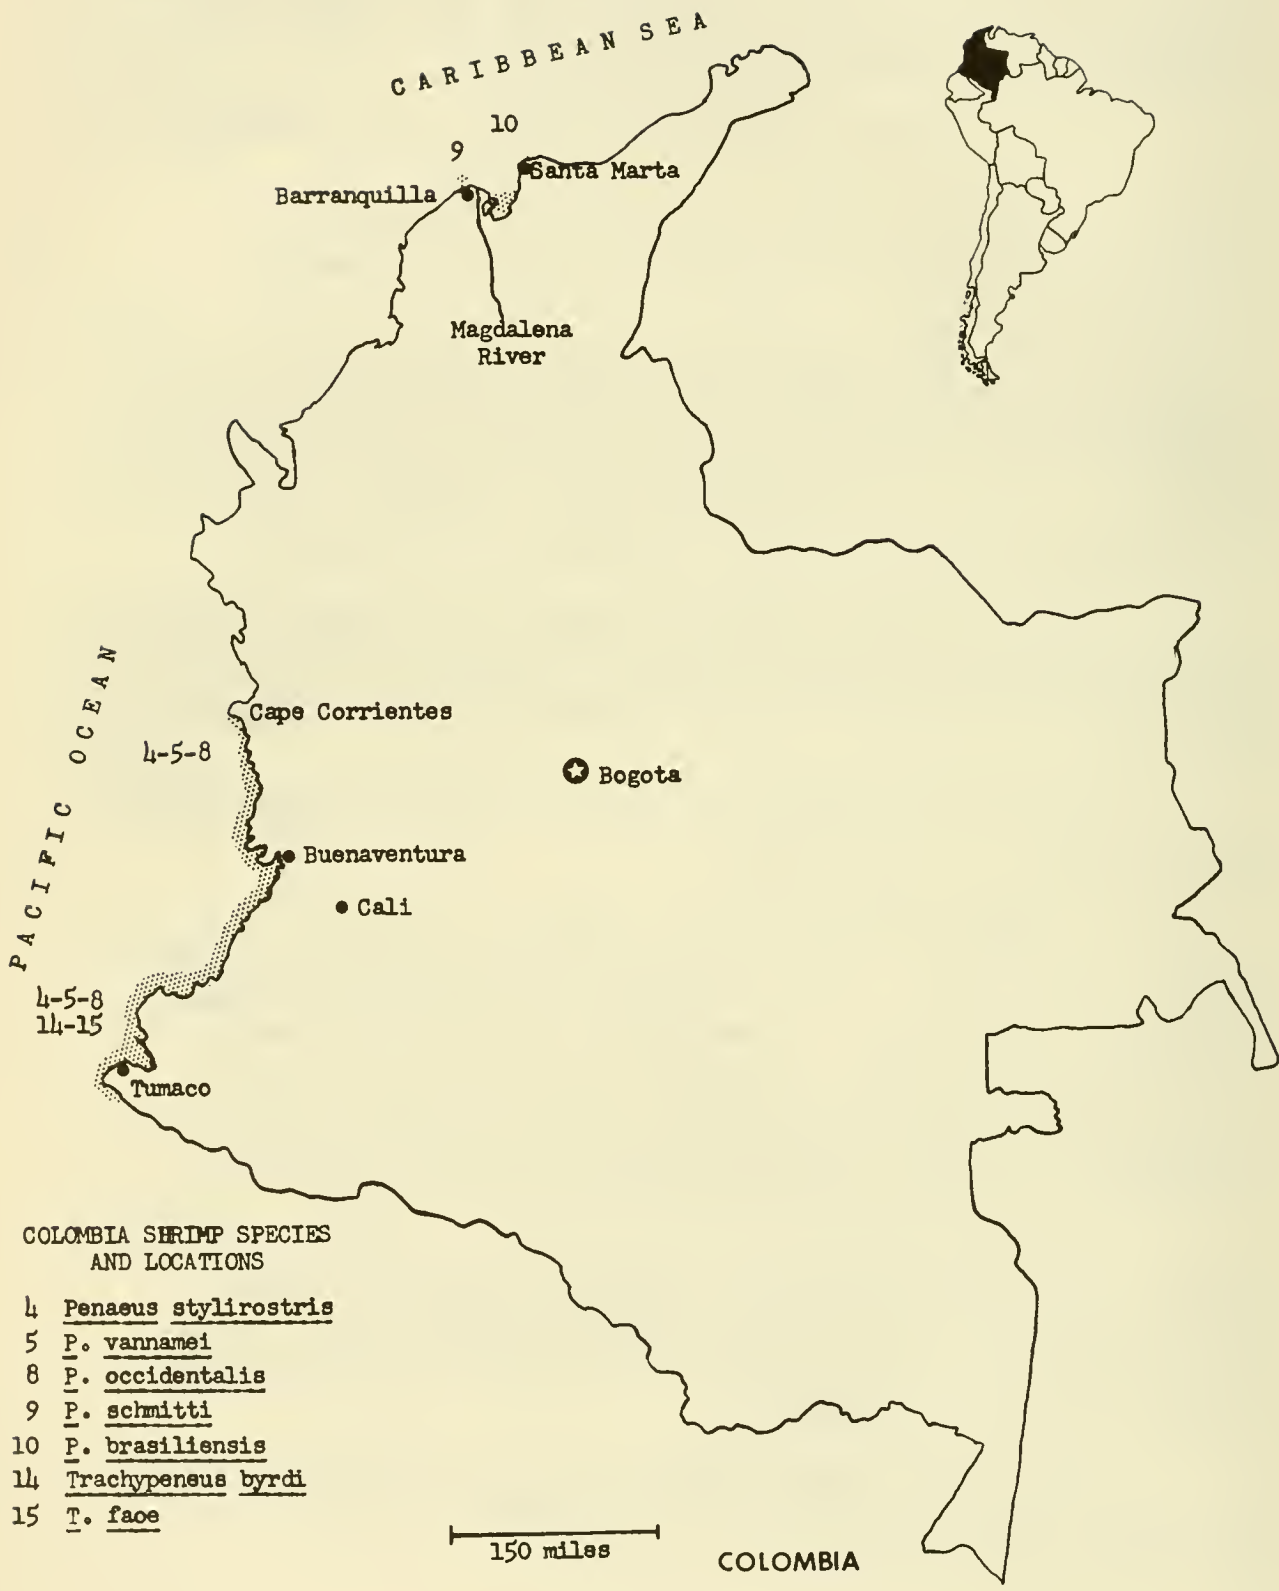 CARIBBEAN SEA
10
9
Santa Marta
Barranquilla
Magdalena
River
PACIFIC OCEAN
Cape Corrientes
4-5-8
Bogota
Buenaventura
Cali
4-5-8
14-15
Tumaco
COLOMBIA SHRIMP SPECIES
AND LOCATIONS
4 Penaeus stylirostris
5 P. vannamei
8 P. occidentalis
9 P. schmitti
10 P. brasiliensis
14 Trachypeneus byrdi
15 T. faoe
150 miles
COLOMBIA